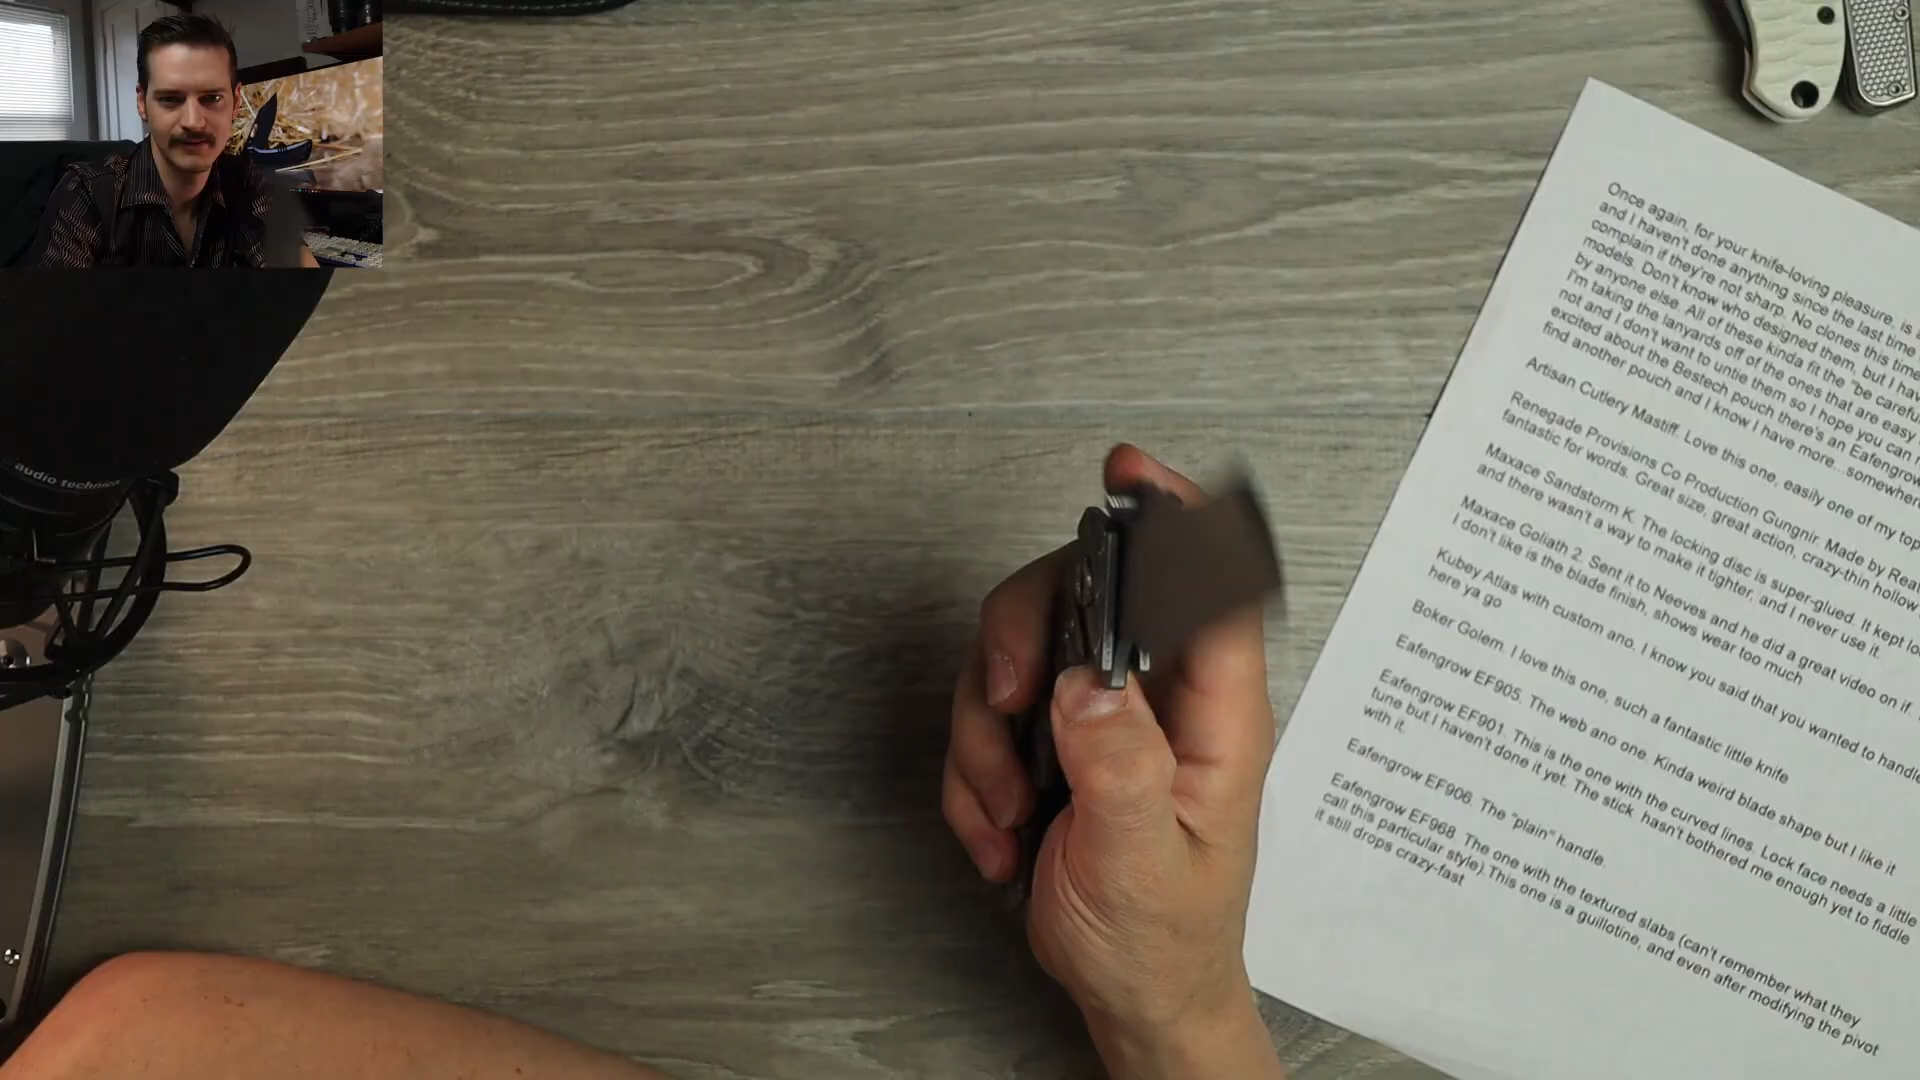 audio technica
Once again, for your knife-loving pleasure, is
and I haven't done anything since the last time
complain if they're not sharp. No clones this time
models. Don't know who designed them, but I hav
by anyone else. All of these kinda fit the "be careful
I'm taking the lanyards off of the ones that are easy
not and I don't want to untie them so I hope you can
excited about the Bestech pouch there's an Eafengrow
find another pouch and I know I have more...somewhere
Artisan Cutlery Mastiff. Love this one, easily one of my top
Renegade Provisions Co Production Gungnir. Made by Reat
fantastic for words. Great size, great action, crazy-thin hollow
Maxace Sandstorm K. The locking disc is super-glued. It kept lo
and there wasn't a way to make it tighter, and I never use it.
Maxace Goliath 2. Sent it to Neeves and he did a great video on if.
I don't like is the blade finish, shows wear too much
Kubey Atlas with custom ano. I know you said that you wanted to handle
here ya go
Boker Golem. I love this one, such a fantastic little knife
Eafengrow EF905. The web ano one. Kinda weird blade shape but I like it
Eafengrow EF901. This is the one with the curved lines. Lock face needs a little
tune but I haven't done it yet. The stick hasn't bothered me enough yet to fiddle
with it.
Eafengrow EF906. The "plain" handle.
Eafengrow EF968. The one with the textured slabs (can't remember what they
call this particular style).This one is a guillotine, and even after modifying the pivot
it still drops crazy-fast